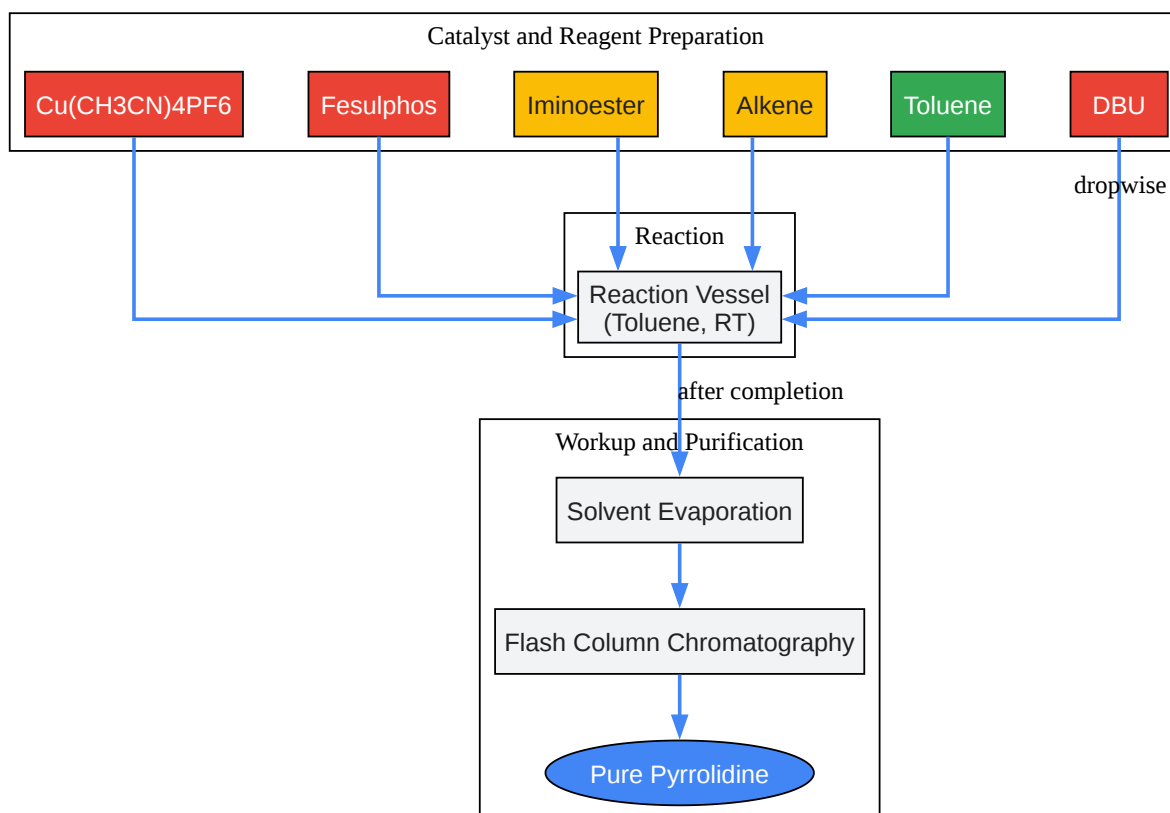 Catalyst and Reagent Preparation
Cu(CH3CN)4PF6
Fesulphos
Iminoester
Alkene
Toluene
DBU
dropwise
Reaction
Reaction Vessel
(Toluene, RT)
after completion
Workup and Purification
Solvent Evaporation
Flash Column Chromatography
Pure Pyrrolidine